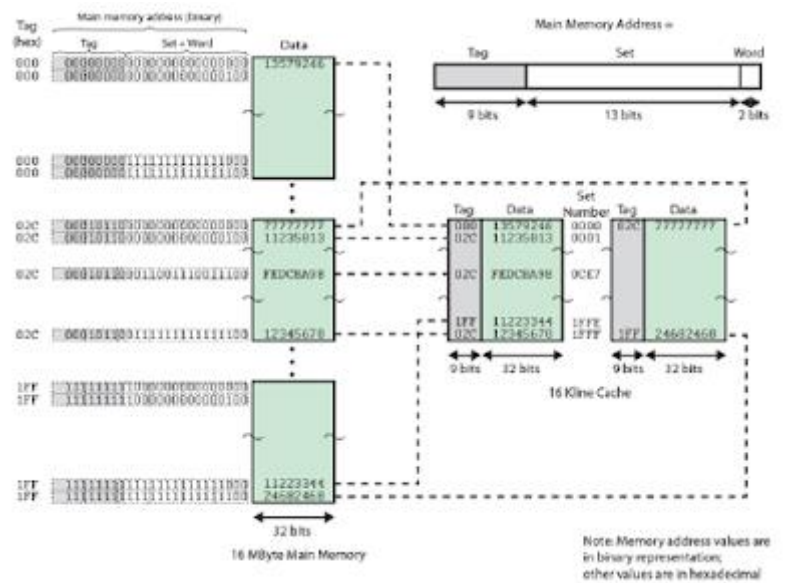 Main memory address (binary)
Tag
(hex)
Tag
Set + Word
Data
000
000
13579246
000
000
02C
77777777
02C
11235813
02C
FEDCBA98
02C
12345678
1FF
1FF
1FF
11223344
1FF
24682468
32 bits
16 MByte Main Memory
Main Memory Address =
Tag
Set
Word
9 bits
13 bits
2 bits
Tag
Data
Set
Number
Tag
Data
000
13579246
0000
02C
77777777
02C
11235813
0001
02C
FEDCBA98
0CE7
1FF
11223344
1FFE
02C
12345678
1FFF
1FF
24682468
9 bits
32 bits
9 bits
32 bits
16 Kline Cache
Note: Memory address values are
in binary representation;
other values are in hexadecimal